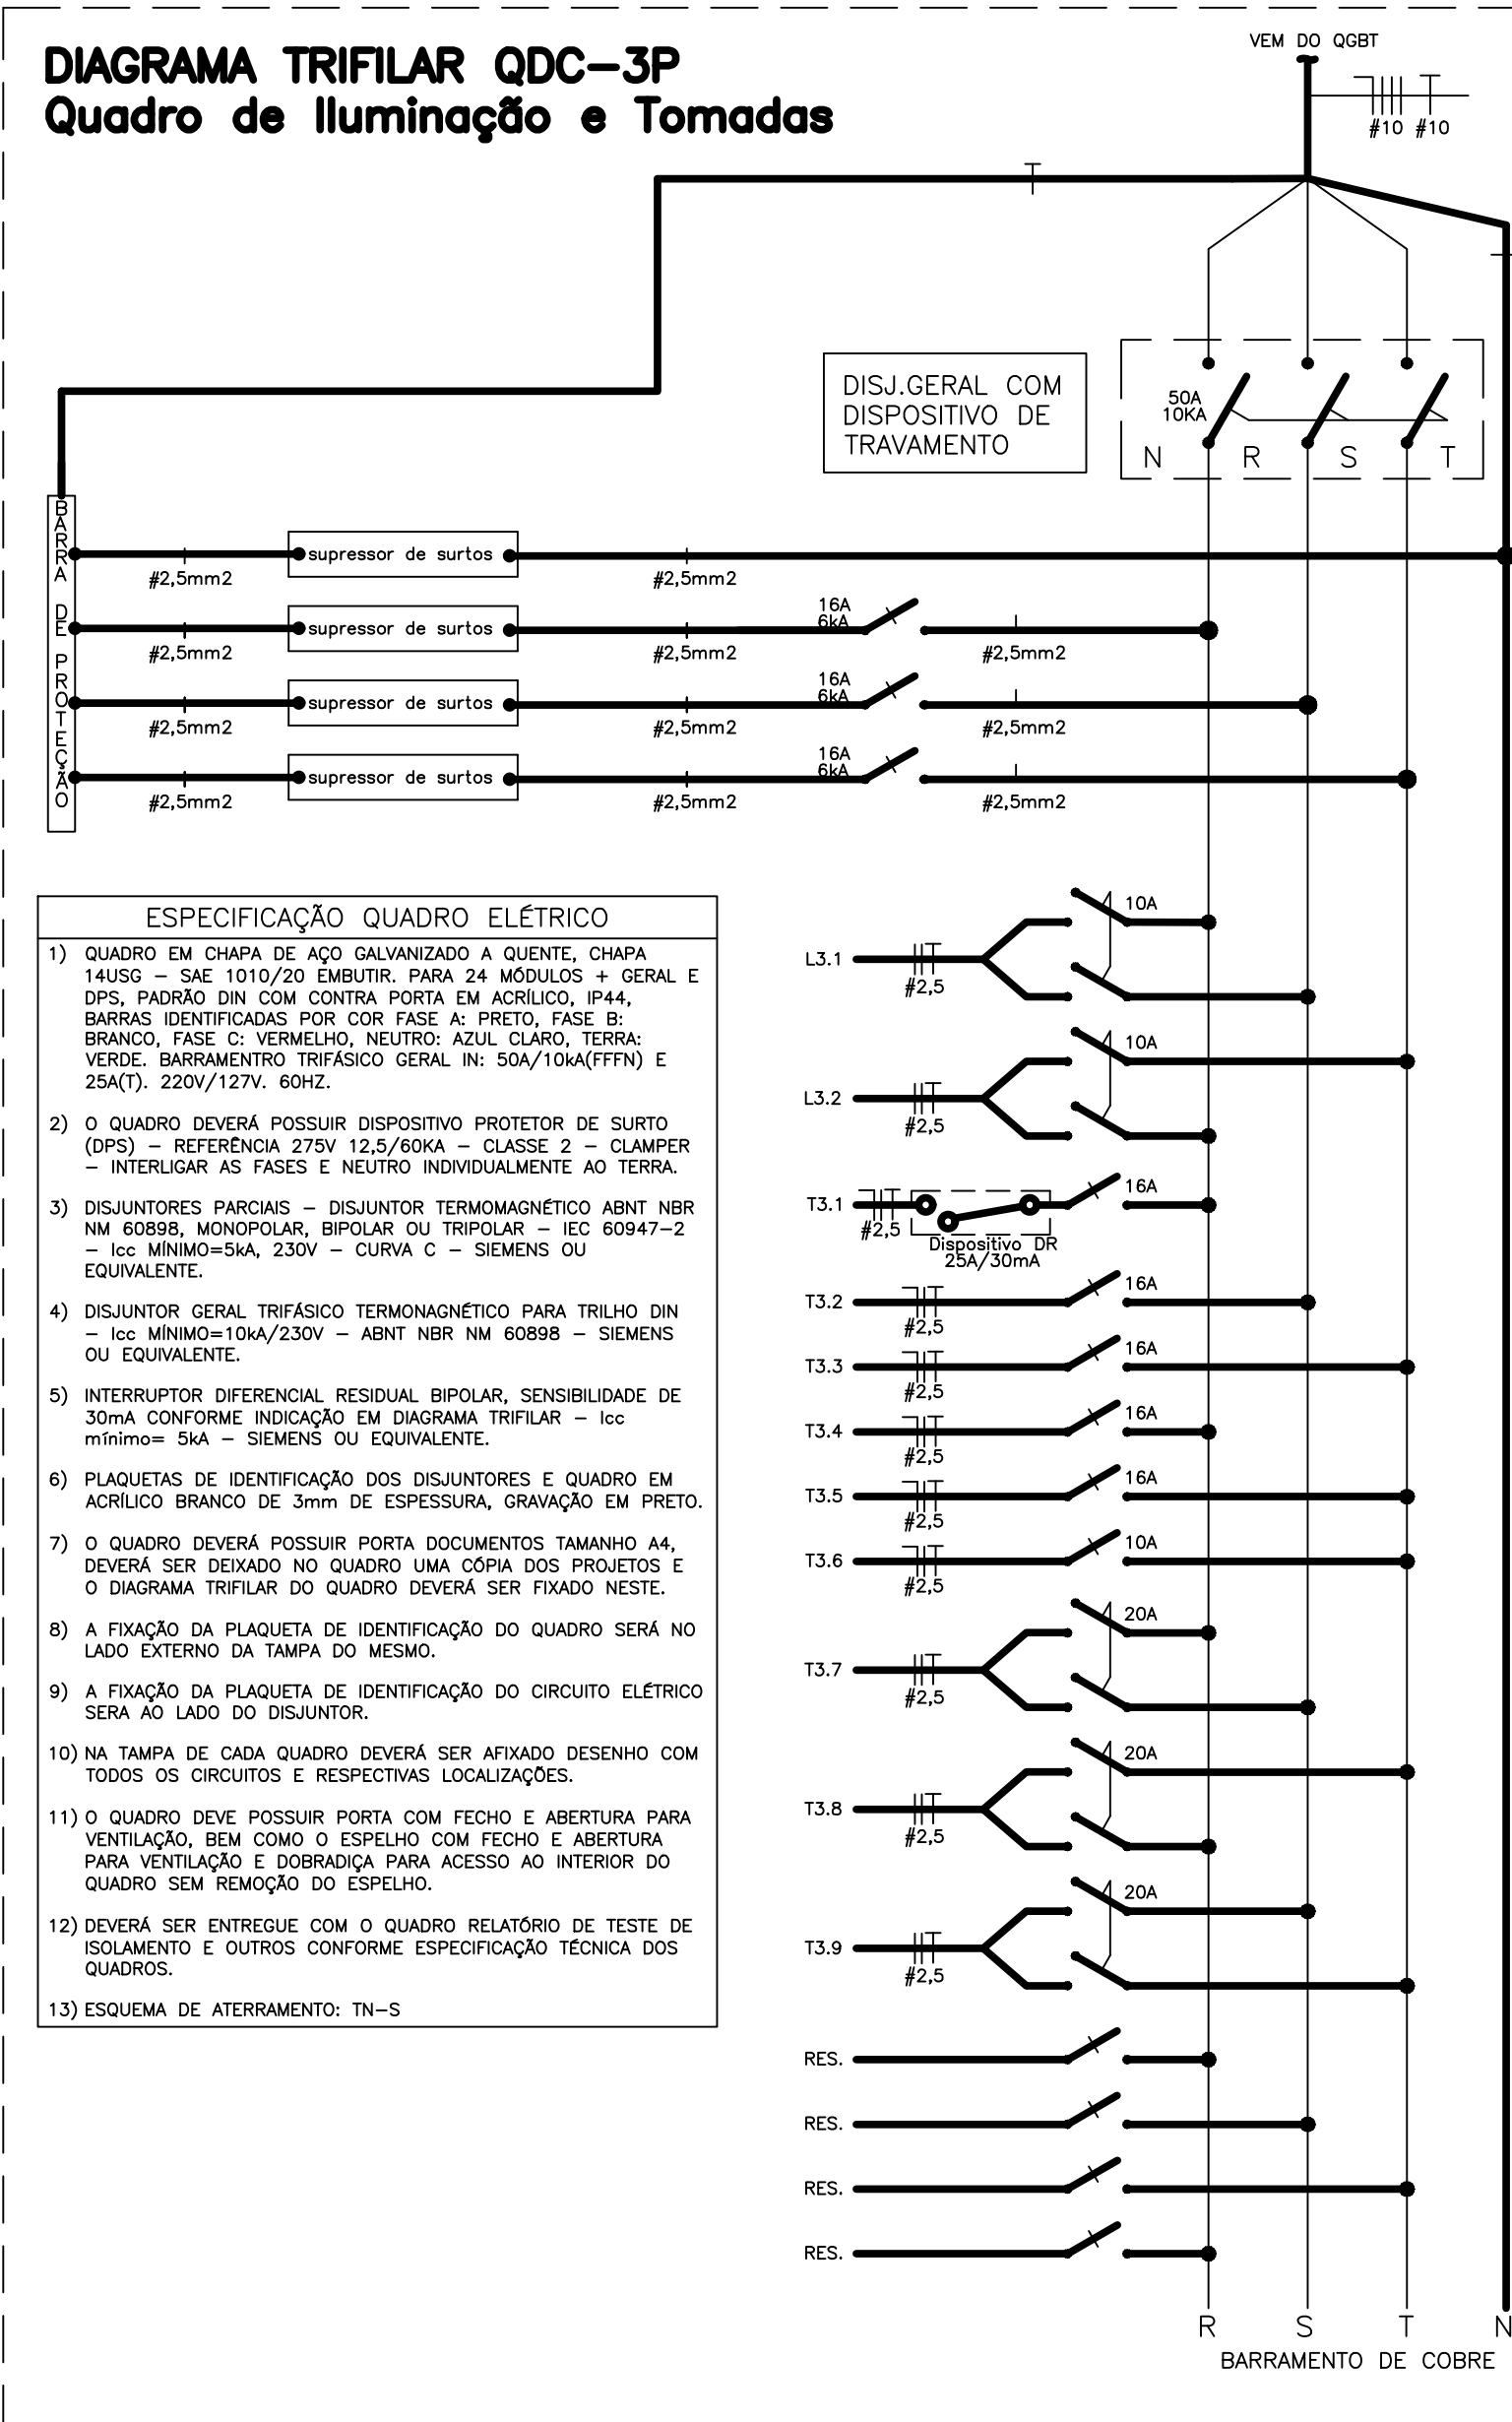 DIAGRAMA TRIFILAR QDC-3P
Quadro de Iluminação e Tomadas
VEM DO QGBT
#10 #10
DISJ.GERAL COM
DISPOSITIVO DE
TRAVAMENTO
50A
10KA
N R S T
BARRA DE PROTEÇÃO
supressor de surtos
#2,5mm2 #2,5mm2
16A
6kA
supressor de surtos
#2,5mm2 #2,5mm2 #2,5mm2
16A
6kA
supressor de surtos
#2,5mm2 #2,5mm2 #2,5mm2
16A
6kA
supressor de surtos
#2,5mm2 #2,5mm2 #2,5mm2
ESPECIFICAÇÃO QUADRO ELÉTRICO
1) QUADRO EM CHAPA DE AÇO GALVANIZADO A QUENTE, CHAPA
14USG – SAE 1010/20 EMBUTIR. PARA 24 MÓDULOS + GERAL E
DPS, PADRÃO DIN COM CONTRA PORTA EM ACRÍLICO, IP44,
BARRAS IDENTIFICADAS POR COR FASE A: PRETO, FASE B:
BRANCO, FASE C: VERMELHO, NEUTRO: AZUL CLARO, TERRA:
VERDE. BARRAMENTRO TRIFÁSICO GERAL IN: 50A/10kA(FFFN) E
25A(T). 220V/127V. 60HZ.
2) O QUADRO DEVERÁ POSSUIR DISPOSITIVO PROTETOR DE SURTO
(DPS) – REFERÊNCIA 275V 12,5/60KA – CLASSE 2 – CLAMPER
– INTERLIGAR AS FASES E NEUTRO INDIVIDUALMENTE AO TERRA.
3) DISJUNTORES PARCIAIS – DISJUNTOR TERMOMAGNÉTICO ABNT NBR
NM 60898, MONOPOLAR, BIPOLAR OU TRIPOLAR – IEC 60947-2
– Icc MÍNIMO=5kA, 230V – CURVA C – SIEMENS OU
EQUIVALENTE.
4) DISJUNTOR GERAL TRIFÁSICO TERMONAGNÉTICO PARA TRILHO DIN
– Icc MÍNIMO=10kA/230V – ABNT NBR NM 60898 – SIEMENS
OU EQUIVALENTE.
5) INTERRUPTOR DIFERENCIAL RESIDUAL BIPOLAR, SENSIBILIDADE DE
30mA CONFORME INDICAÇÃO EM DIAGRAMA TRIFILAR – Icc
mínimo= 5kA – SIEMENS OU EQUIVALENTE.
6) PLAQUETAS DE IDENTIFICAÇÃO DOS DISJUNTORES E QUADRO EM
ACRÍLICO BRANCO DE 3mm DE ESPESSURA, GRAVAÇÃO EM PRETO.
7) O QUADRO DEVERÁ POSSUIR PORTA DOCUMENTOS TAMANHO A4,
DEVERÁ SER DEIXADO NO QUADRO UMA CÓPIA DOS PROJETOS E
O DIAGRAMA TRIFILAR DO QUADRO DEVERÁ SER FIXADO NESTE.
8) A FIXAÇÃO DA PLAQUETA DE IDENTIFICAÇÃO DO QUADRO SERÁ NO
LADO EXTERNO DA TAMPA DO MESMO.
9) A FIXAÇÃO DA PLAQUETA DE IDENTIFICAÇÃO DO CIRCUITO ELÉTRICO
SERA AO LADO DO DISJUNTOR.
10) NA TAMPA DE CADA QUADRO DEVERÁ SER AFIXADO DESENHO COM
TODOS OS CIRCUITOS E RESPECTIVAS LOCALIZAÇÕES.
11) O QUADRO DEVE POSSUIR PORTA COM FECHO E ABERTURA PARA
VENTILAÇÃO, BEM COMO O ESPELHO COM FECHO E ABERTURA
PARA VENTILAÇÃO E DOBRADIÇA PARA ACESSO AO INTERIOR DO
QUADRO SEM REMOÇÃO DO ESPELHO.
12) DEVERÁ SER ENTREGUE COM O QUADRO RELATÓRIO DE TESTE DE
ISOLAMENTO E OUTROS CONFORME ESPECIFICAÇÃO TÉCNICA DOS
QUADROS.
13) ESQUEMA DE ATERRAMENTO: TN-S
10A
L3.1
#2,5
10A
L3.2
#2,5
T3.1 16A
#2,5
Dispositivo DR
25A/30mA
T3.2 16A
#2,5
T3.3 16A
#2,5
T3.4 16A
#2,5
T3.5 16A
#2,5
T3.6 10A
#2,5
20A
T3.7
#2,5
20A
T3.8
#2,5
20A
T3.9
#2,5
RES.
RES.
RES.
RES.
R S T N
BARRAMENTO DE COBRE